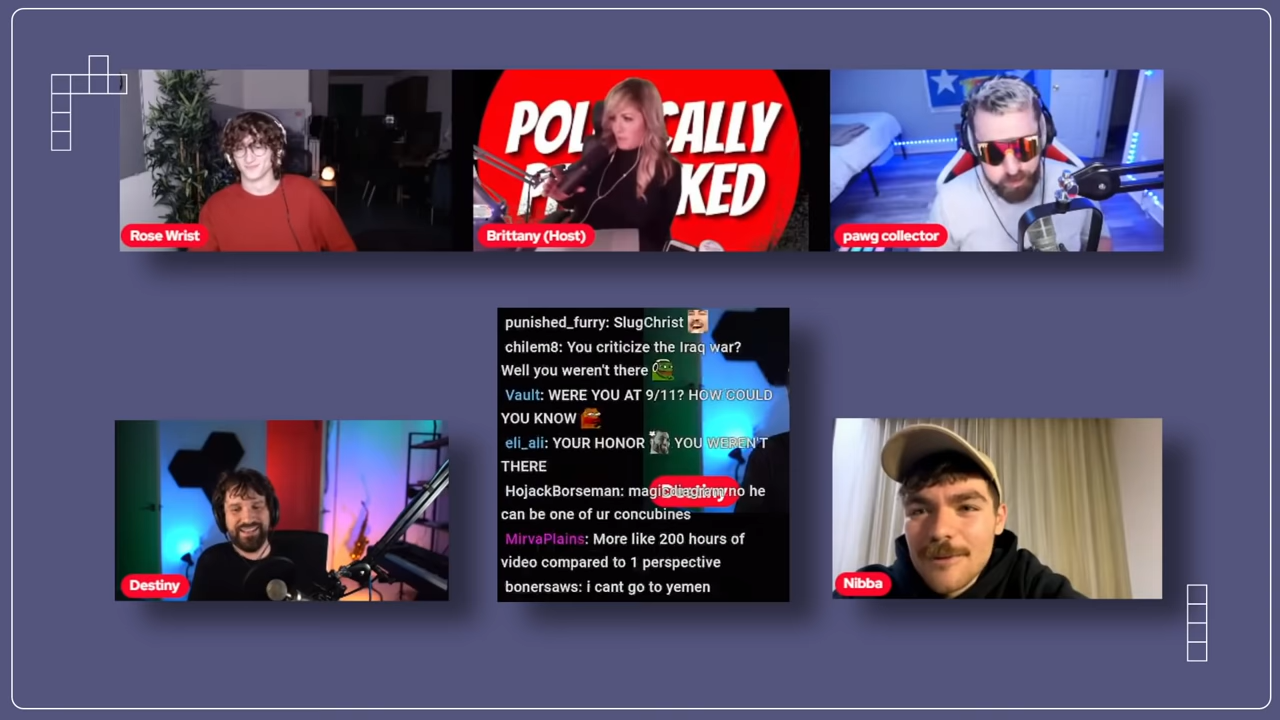 POL CALLY
P KED
Rose Wrist
Brittany (Host)
pawg collector
punished_furry: SlugChrist
chilem8: You criticize the Iraq war?
Well you weren't there
Vault: WERE YOU AT 9/11? HOW COULD
YOU KNOW
eli_ali: YOUR HONOR YOU WEREN'T
THERE
HojackBorseman: magicdiagram no he
can be one of ur concubines
Destiny
MirvaPlains: More like 200 hours of
video compared to 1 perspective
bonersaws: i cant go to yemen
Destiny
Nibba